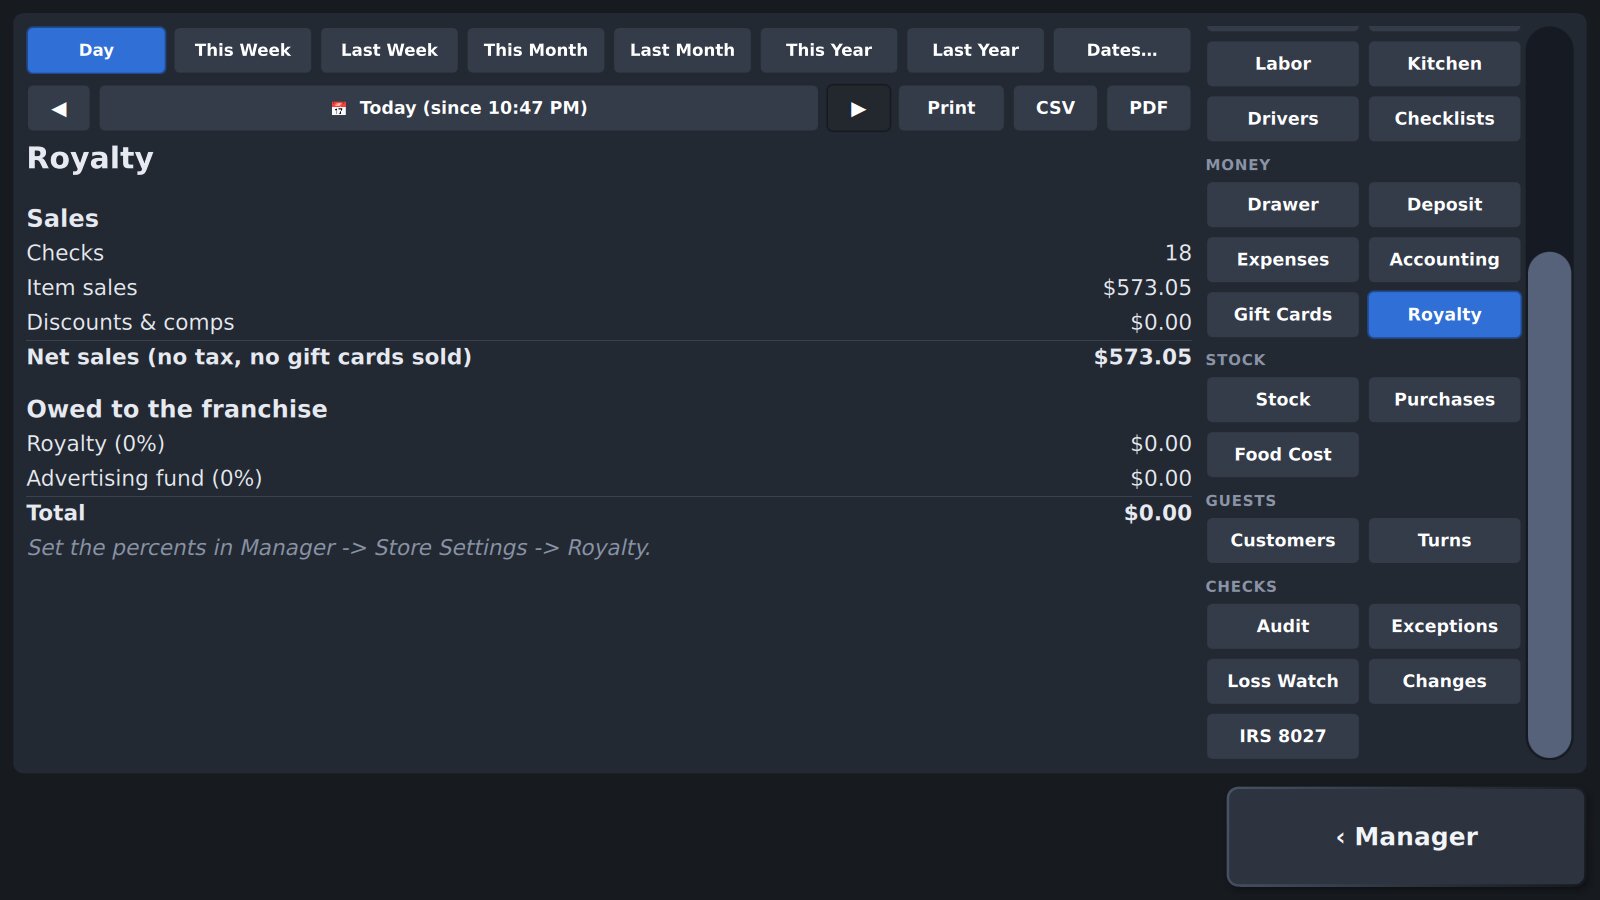 Day This Week Last Week This Month Last Month This Year Last Year Dates...
◀ Today (since 10:47 PM) ▶ Print CSV PDF
Royalty
Sales
Checks 18
Item sales $573.05
Discounts & comps $0.00
Net sales (no tax, no gift cards sold) $573.05
Owed to the franchise
Royalty (0%) $0.00
Advertising fund (0%) $0.00
Total $0.00
Set the percents in Manager -> Store Settings -> Royalty.
Labor Kitchen
Drivers Checklists
MONEY
Drawer Deposit
Expenses Accounting
Gift Cards Royalty
STOCK
Stock Purchases
Food Cost
GUESTS
Customers Turns
CHECKS
Audit Exceptions
Loss Watch Changes
IRS 8027
‹ Manager